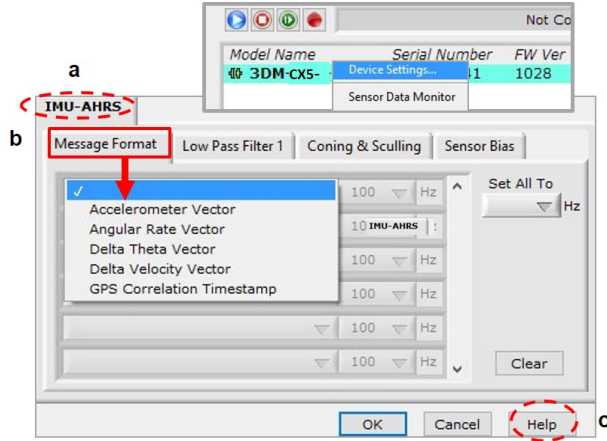 Not Co
Model Name Serial Number FW Ver
3DM-CX5- 41 1028
Device Settings...
Sensor Data Monitor
a
IMU-AHRS
b
Message Format Low Pass Filter 1 Coning & Sculling Sensor Bias
✓
Accelerometer Vector
Angular Rate Vector
Delta Theta Vector
Delta Velocity Vector
GPS Correlation Timestamp
100 Hz
10 IMU-AHRS
100 Hz
100 Hz
100 Hz
100 Hz
Set All To
Hz
Clear
OK Cancel Help
c